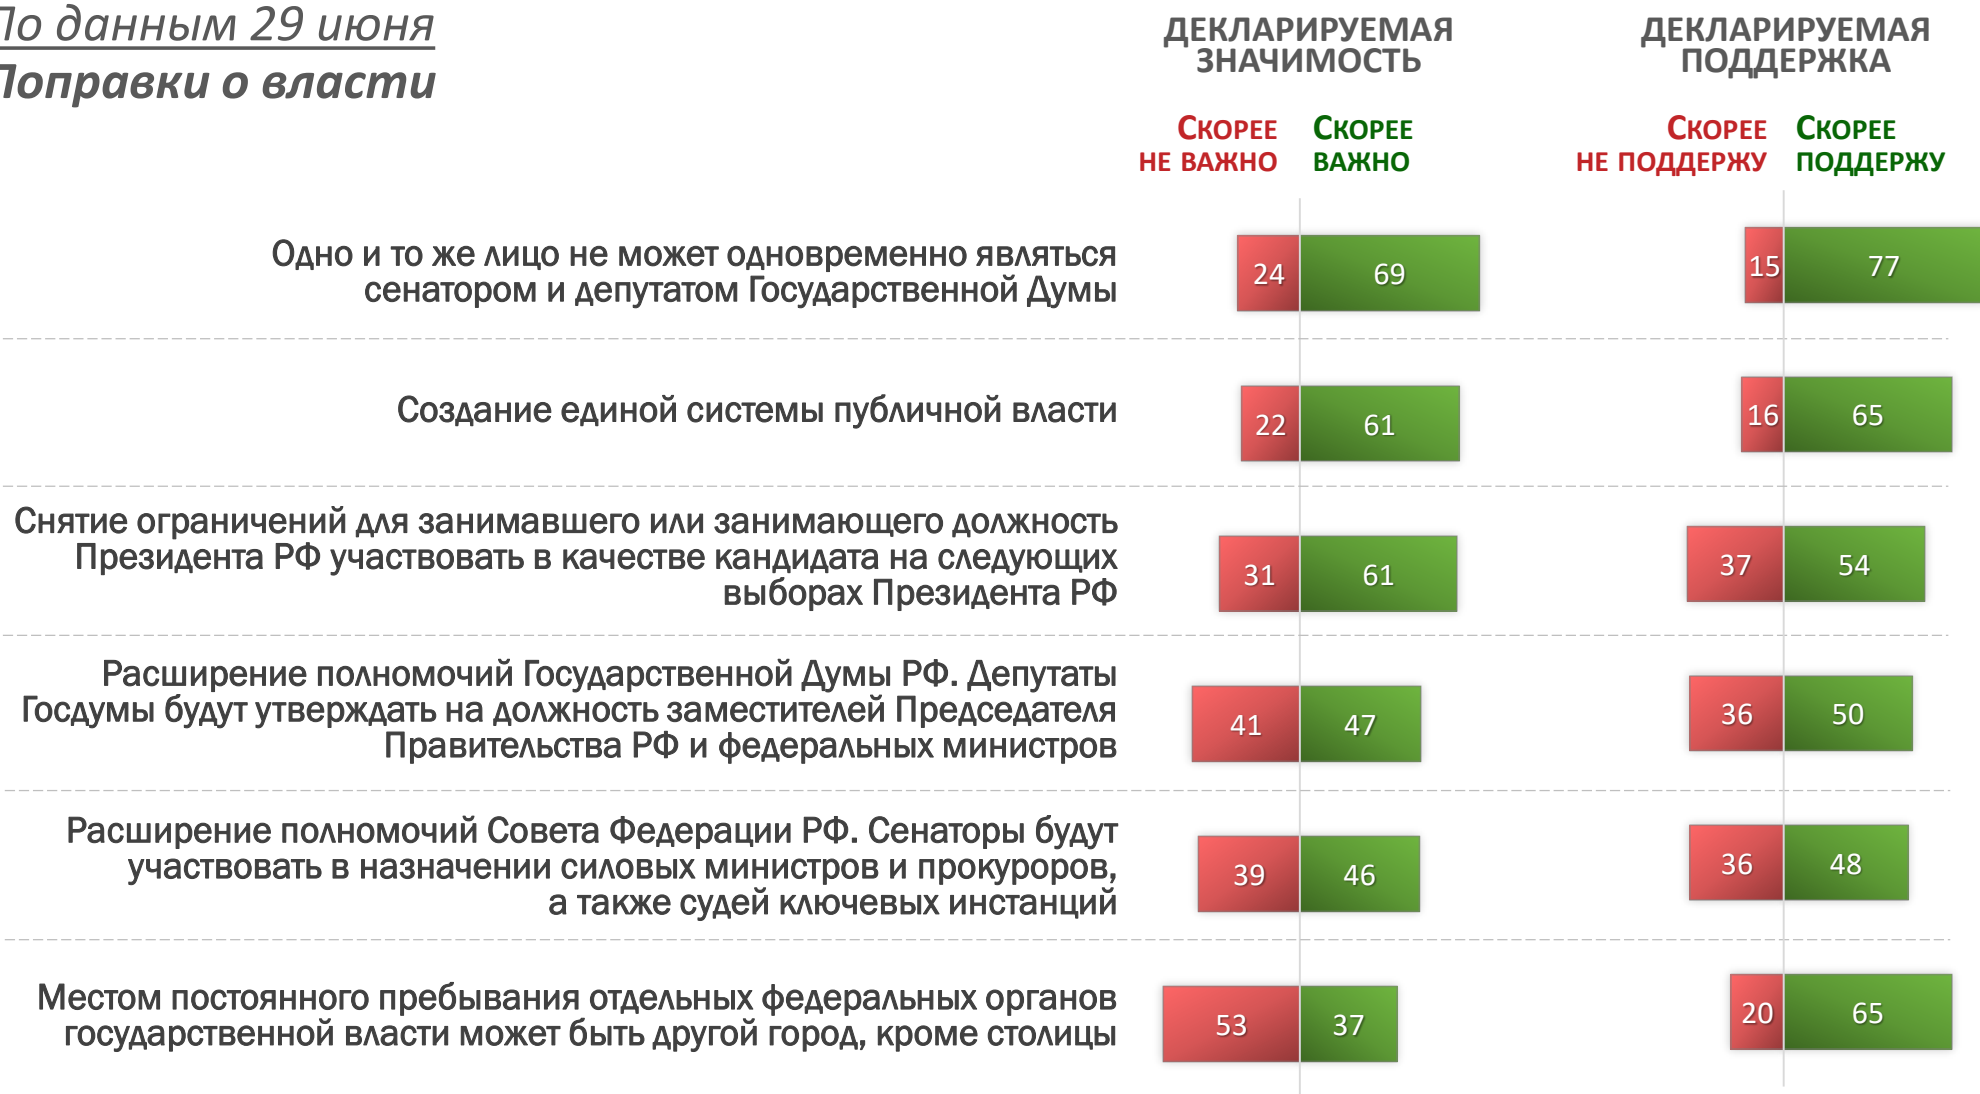 По данным 29 июня
Поправки о власти
ДЕКЛАРИРУЕМАЯ
ЗНАЧИМОСТЬ
ДЕКЛАРИРУЕМАЯ
ПОДДЕРЖКА
СКОРЕЕ
НЕ ВАЖНО
СКОРЕЕ
ВАЖНО
СКОРЕЕ
НЕ ПОДДЕРЖУ
СКОРЕЕ
ПОДДЕРЖУ
Одно и то же лицо не может одновременно являться
сенатором и депутатом Государственной Думы
24 69 15 77
Создание единой системы публичной власти
22 61 16 65
Снятие ограничений для занимавшего или занимающего должность
Президента РФ участвовать в качестве кандидата на следующих
выборах Президента РФ
31 61 37 54
Расширение полномочий Государственной Думы РФ. Депутаты
Госдумы будут утверждать на должность заместителей Председателя
Правительства РФ и федеральных министров
41 47 36 50
Расширение полномочий Совета Федерации РФ. Сенаторы будут
участвовать в назначении силовых министров и прокуроров,
а также судей ключевых инстанций
39 46 36 48
Местом постоянного пребывания отдельных федеральных органов
государственной власти может быть другой город, кроме столицы
53 37 20 65